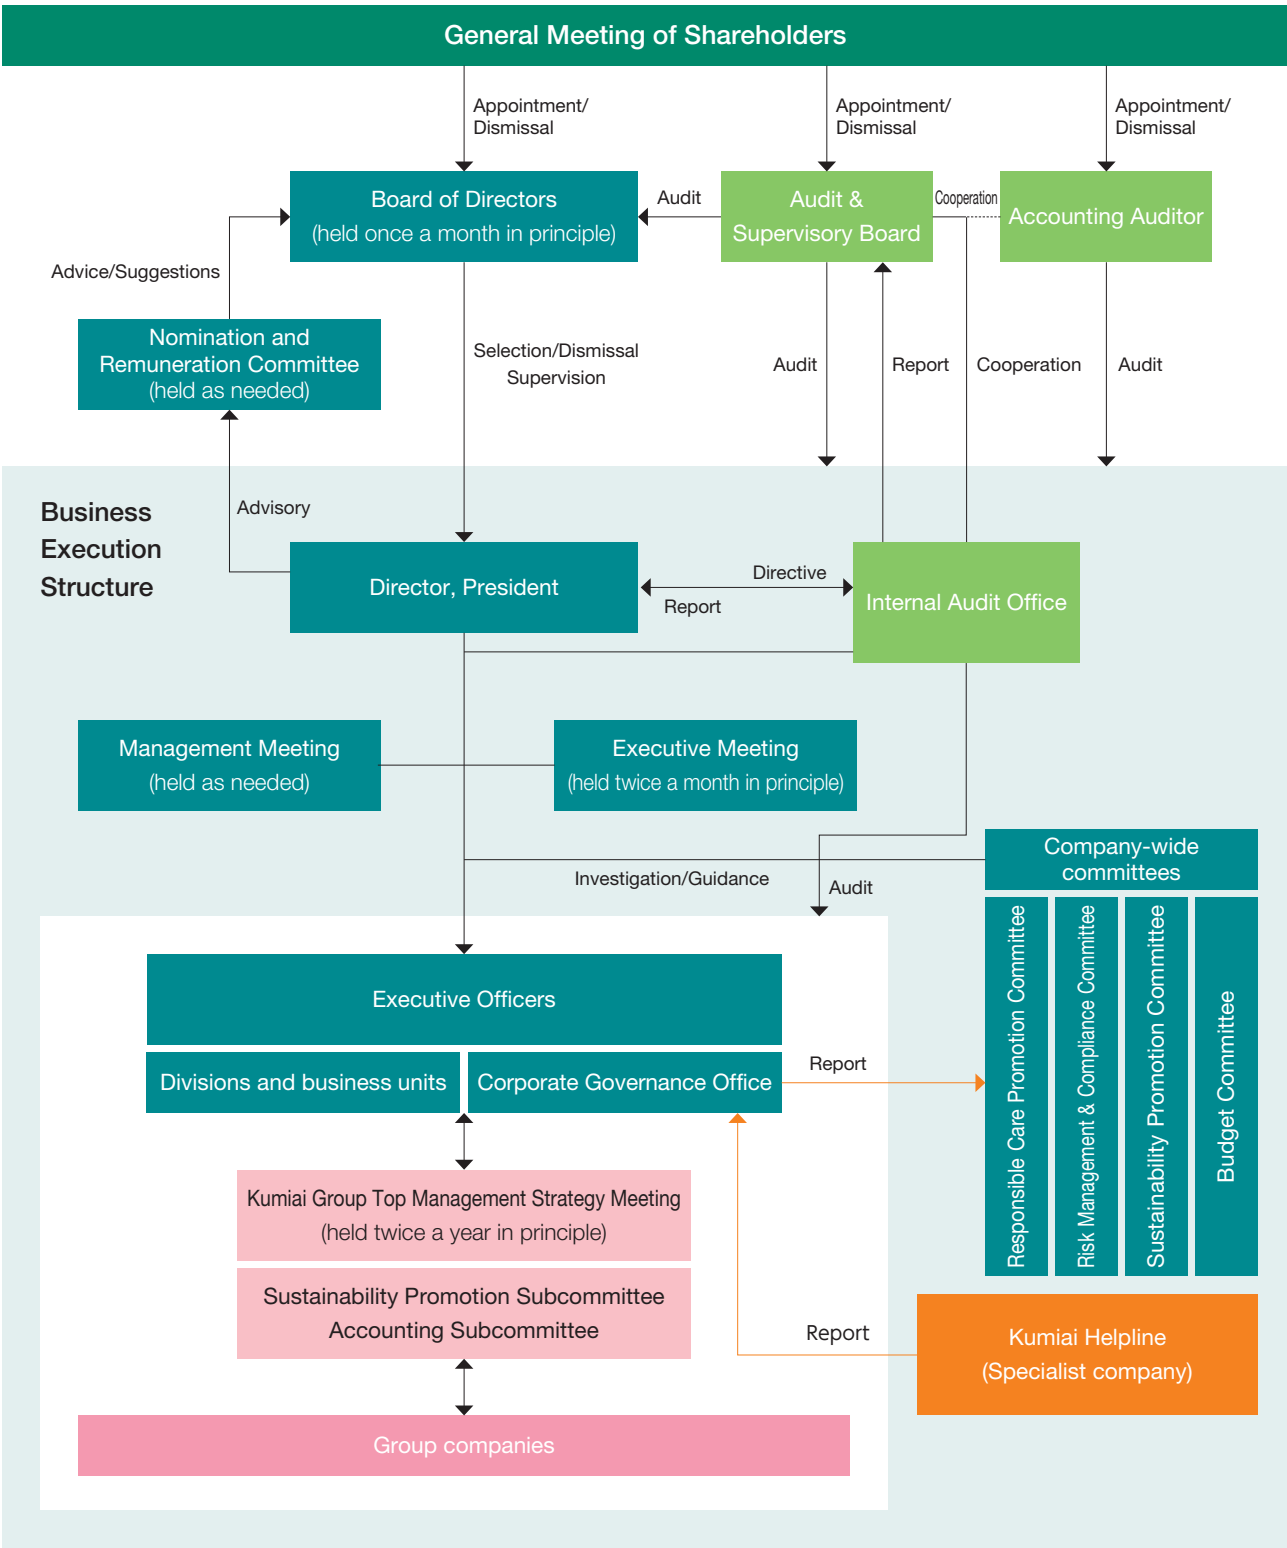 General Meeting of Shareholders
Appointment/
Dismissal
Appointment/
Dismissal
Appointment/
Dismissal
Board of Directors
(held once a month in principle)
Audit
Audit &
Supervisory Board
Cooperation
Accounting Auditor
Advice/Suggestions
Nomination and
Remuneration Committee
(held as needed)
Selection/Dismissal
Supervision
Audit
Report
Cooperation
Audit
Business
Execution
Structure
Advisory
Director, President
Directive
Report
Internal Audit Office
Management Meeting
(held as needed)
Executive Meeting
(held twice a month in principle)
Company-wide
committees
Investigation/Guidance
Audit
Responsible Care Promotion Committee
Risk Management & Compliance Committee
Sustainability Promotion Committee
Budget Committee
Executive Officers
Divisions and business units
Corporate Governance Office
Report
Kumiai Group Top Management Strategy Meeting
(held twice a year in principle)
Sustainability Promotion Subcommittee
Accounting Subcommittee
Report
Kumiai Helpline
(Specialist company)
Group companies